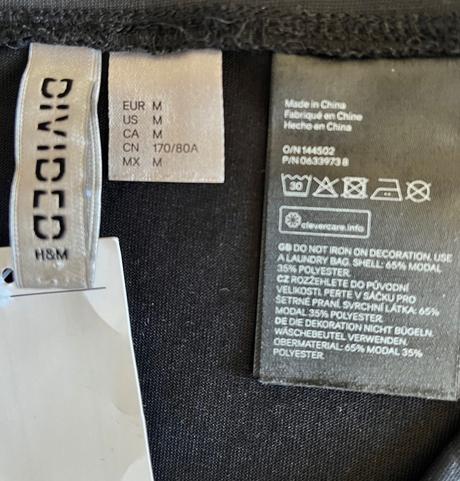 DIVIDED
H&M
EUR M
US M
CA M
CN 170/80A
MX M
Made in China
Fabriqué en Chine
Hecho en China
O/N 144502
P/N 0633973 8
30
clevercare.info
GB DO NOT IRON ON DECORATION. USE
A LAUNDRY BAG. SHELL: 65% MODAL
35% POLYESTER.
CZ ROZŽEHLETE DO PŮVODNÍ
VELIKOSTI. PERTE V SÁČKU PRO
ŠETRNÉ PRANÍ. SVRCHNÍ LÁTKA: 65%
MODAL 35% POLYESTER.
DE DIE DEKORATION NICHT BÜGELN.
WÄSCHEBEUTEL VERWENDEN.
OBERMATERIAL: 65% MODAL 35%
POLYESTER.